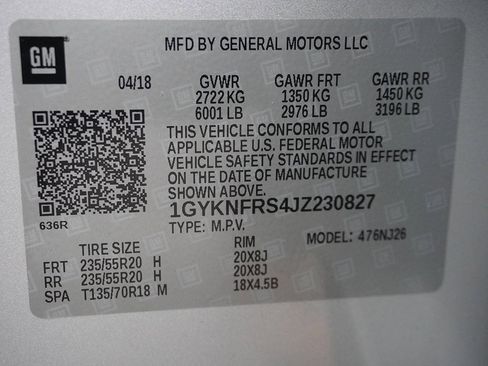 GM
MFD BY GENERAL MOTORS LLC
04/18 GVWR GAWR FRT GAWR RR
2722 KG 1350 KG 1450 KG
6001 LB 2976 LB 3196 LB
THIS VEHICLE CONFORMS TO ALL
APPLICABLE U.S. FEDERAL MOTOR
VEHICLE SAFETY STANDARDS IN EFFECT
ON THE DATE OF MANUFACTURE
SHOWN ABOVE.
636R
1GYKNFRS4JZ230827
TYPE: M.P.V. MODEL: 476NJ26
TIRE SIZE RIM
FRT 235/55R20 H 20X8J
RR 235/55R20 H 20X8J
SPA T135/70R18 M 18X4.5B